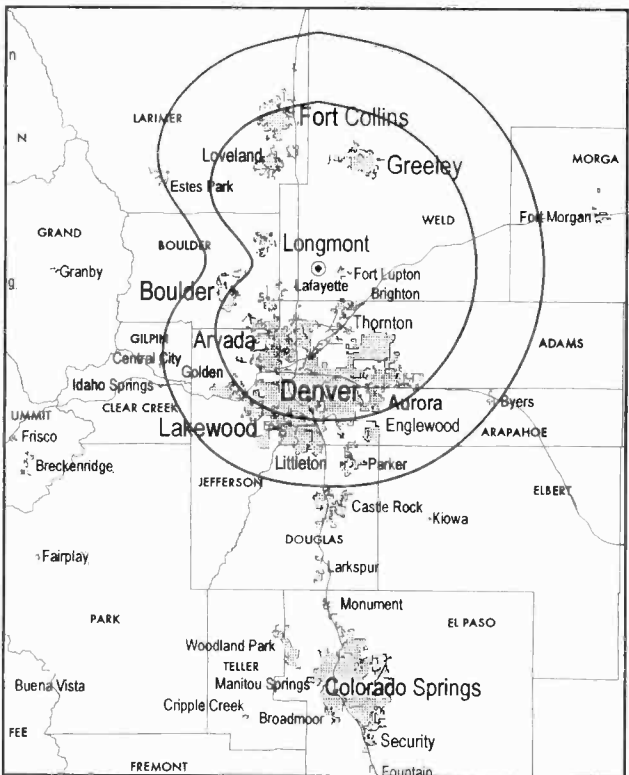 n
LARIMER
Fort Collins
N
Loveland
Greeley
MORGA
Estes Park
WELD
Fort Morgan
GRAND
BOULDER
Longmont
Granby
Fort Lupton
g
Boulder
Lafayette
Brighton
Thornton
GILPIN
Arvada
ADAMS
Central City
Golden
Idaho Springs
Denver
Aurora
Byers
CLEAR CREEK
UMMIT
Lakewood
Englewood
ARAPAHOE
Frisco
Littleton
Parker
Breckenridge
JEFFERSON
ELBERT
Castle Rock
Kiowa
DOUGLAS
Fairplay
Larkspur
Monument
PARK
EL PASO
Woodland Park
TELLER
Buena Vista
Manitou Springs
Colorado Springs
Cripple Creek
Broadmoor
FEE
Security
FREMONT
Fountain